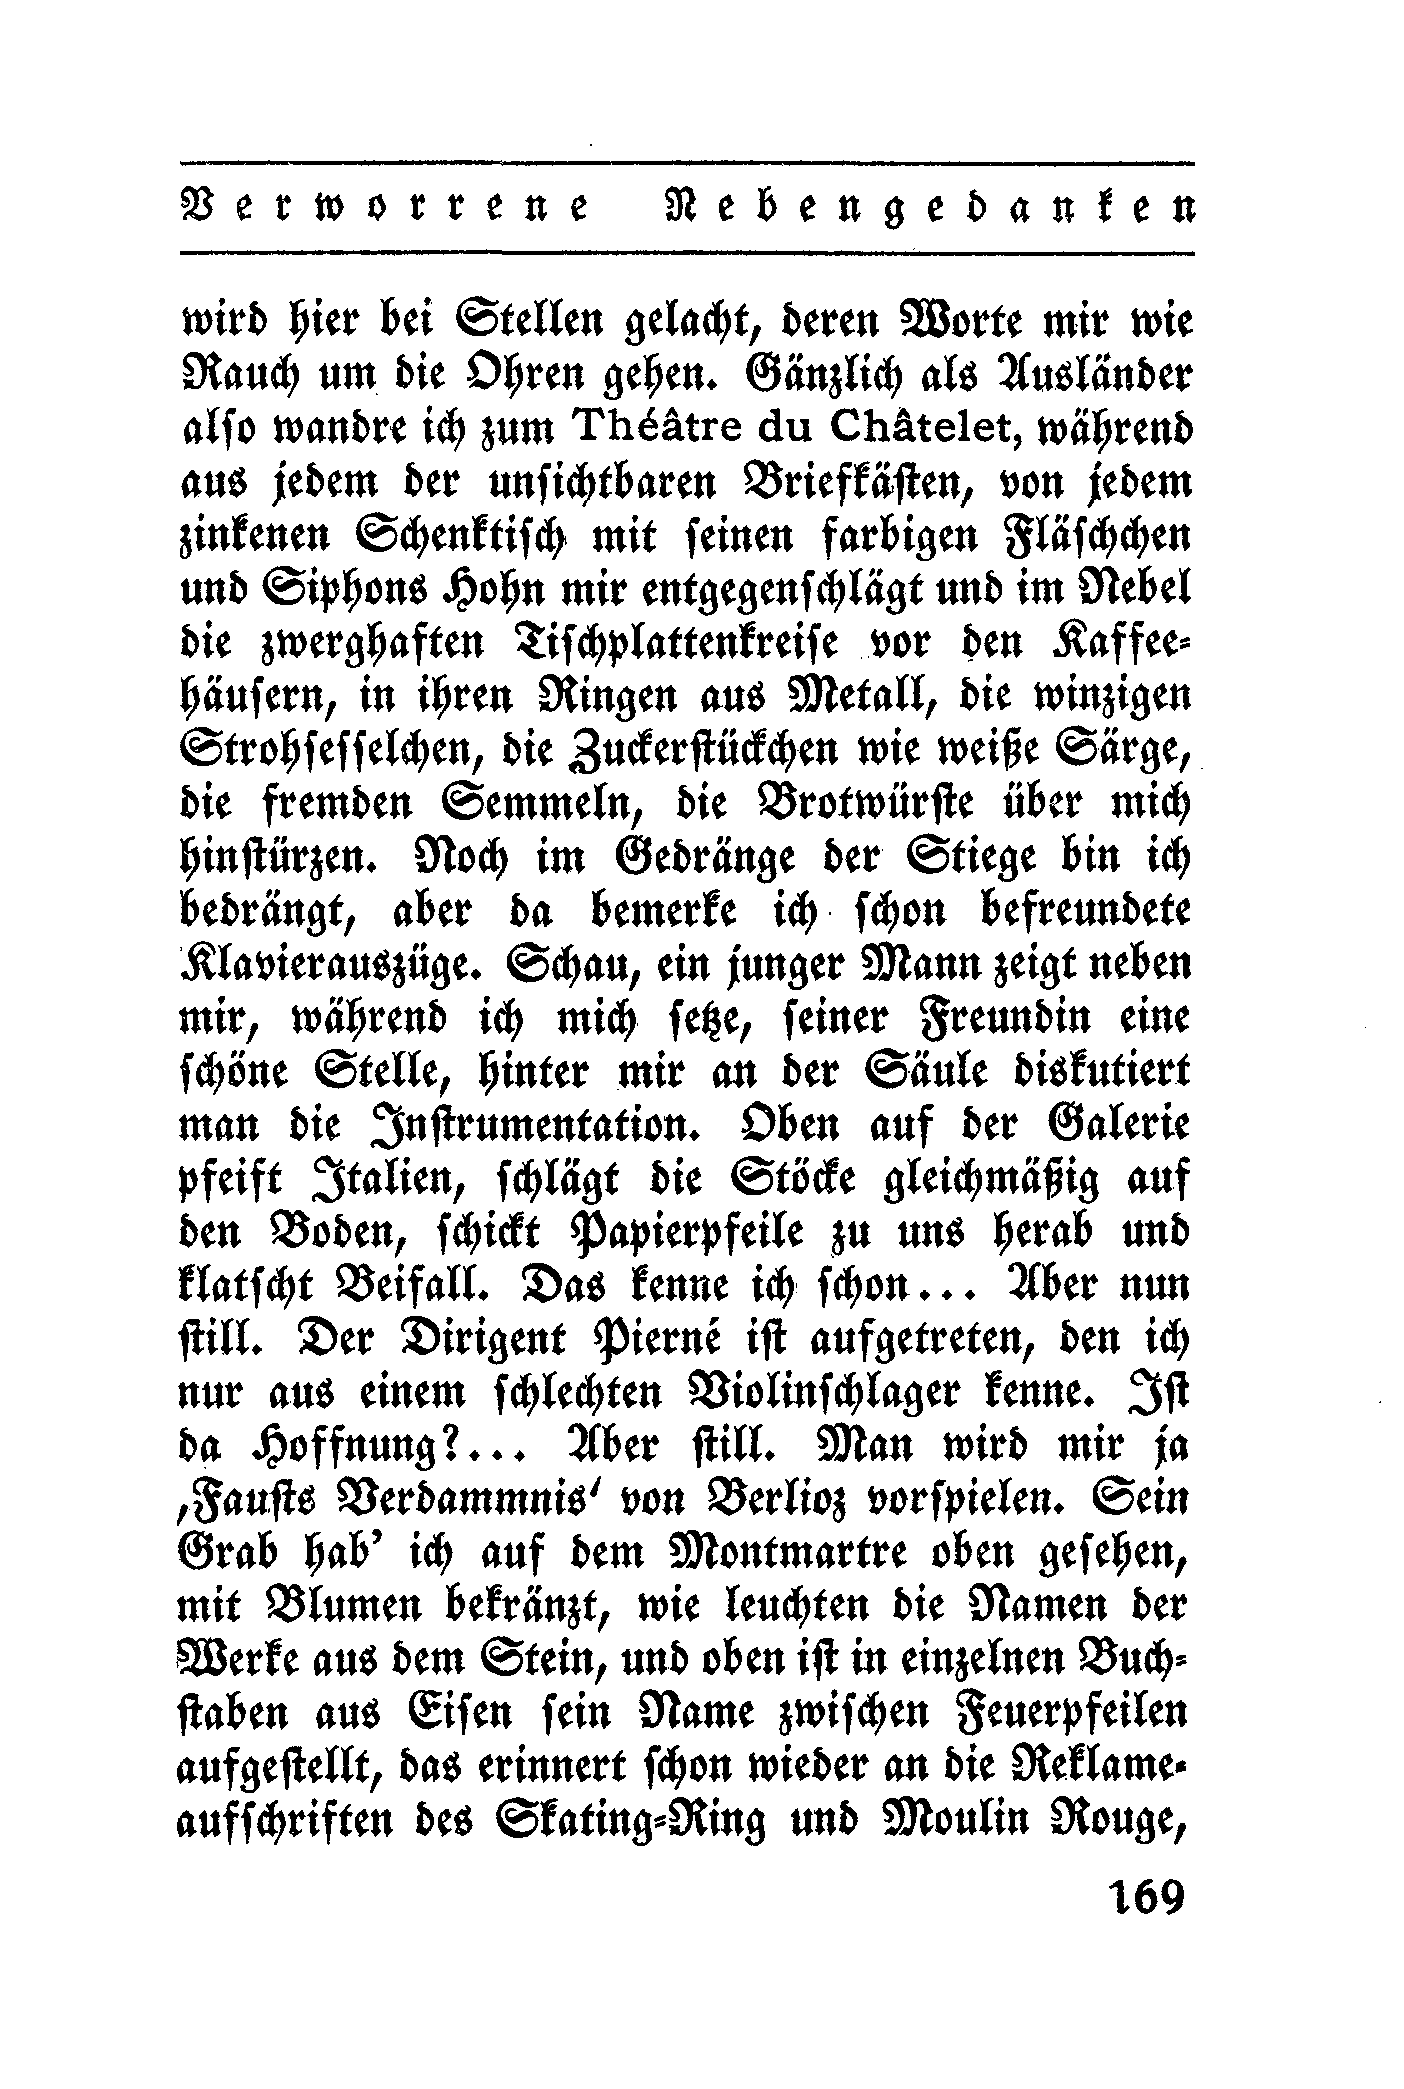 Verworrene Nebengedanken
wird hier bei Stellen gelacht, deren Worte mir wie
Rauch um die Ohren gehen. Gänzlich als Ausländer
also wandre ich zum Théâtre du Châtelet, während
aus jedem der unsichtbaren Briefkästen, von jedem
zinkenen Schenktisch mit seinen farbigen Fläschchen
und Siphons Hohn mir entgegenschlägt und im Nebel
die zwerghaften Tischplattenkreise vor den Kaffee-
häusern, in ihren Ringen aus Metall, die winzigen
Strohsesselchen, die Zuckerstückchen wie weiße Särge,
die fremden Semmeln, die Brotwürste über mich
hinstürzen. Noch im Gedränge der Stiege bin ich
bedrängt, aber da bemerke ich schon befreundete
Klavierauszüge. Schau, ein junger Mann zeigt neben
mir, während ich mich setze, seiner Freundin eine
schöne Stelle, hinter mir an der Säule diskutiert
man die Instrumentation. Oben auf der Galerie
pfeift Italien, schlägt die Stöcke gleichmäßig auf
den Boden, schickt Papierpfeile zu uns herab und
klatscht Beifall. Das kenne ich schon... Aber nun
still. Der Dirigent Pierné ist aufgetreten, den ich
nur aus einem schlechten Violinschlager kenne. Ist
da Hoffnung?... Aber still. Man wird mir ja
‚Fausts Verdammnis‘ von Berlioz vorspielen. Sein
Grab hab’ ich auf dem Montmartre oben gesehen,
mit Blumen bekränzt, wie leuchten die Namen der
Werke aus dem Stein, und oben ist in einzelnen Buch-
staben aus Eisen sein Name zwischen Feuerpfeilen
aufgestellt, das erinnert schon wieder an die Reklame-
aufschriften des Skating-Ring und Moulin Rouge,
169